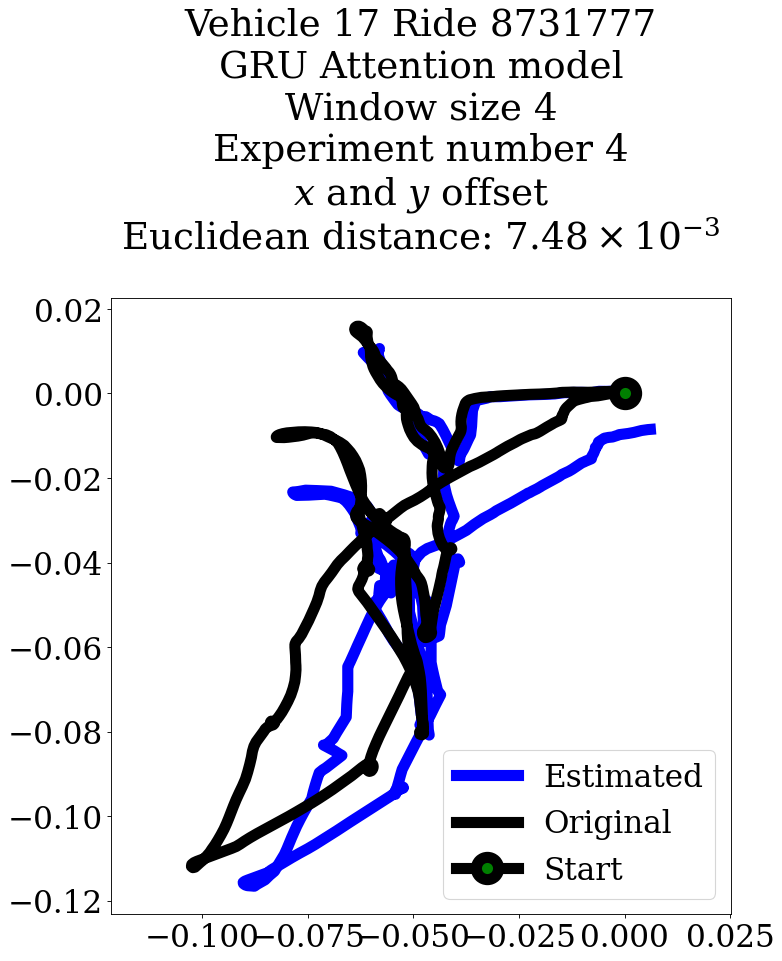 Vehicle 17 Ride 8731777
GRU Attention model
Window size 4
Experiment number 4
x and y offset
Euclidean distance: 7.48 × 10⁻³
0.02
0.00
−0.02
−0.04
−0.06
−0.08
−0.10
−0.12
Estimated
Original
Start
−0.100 −0.075 −0.050 −0.025 0.000 0.025